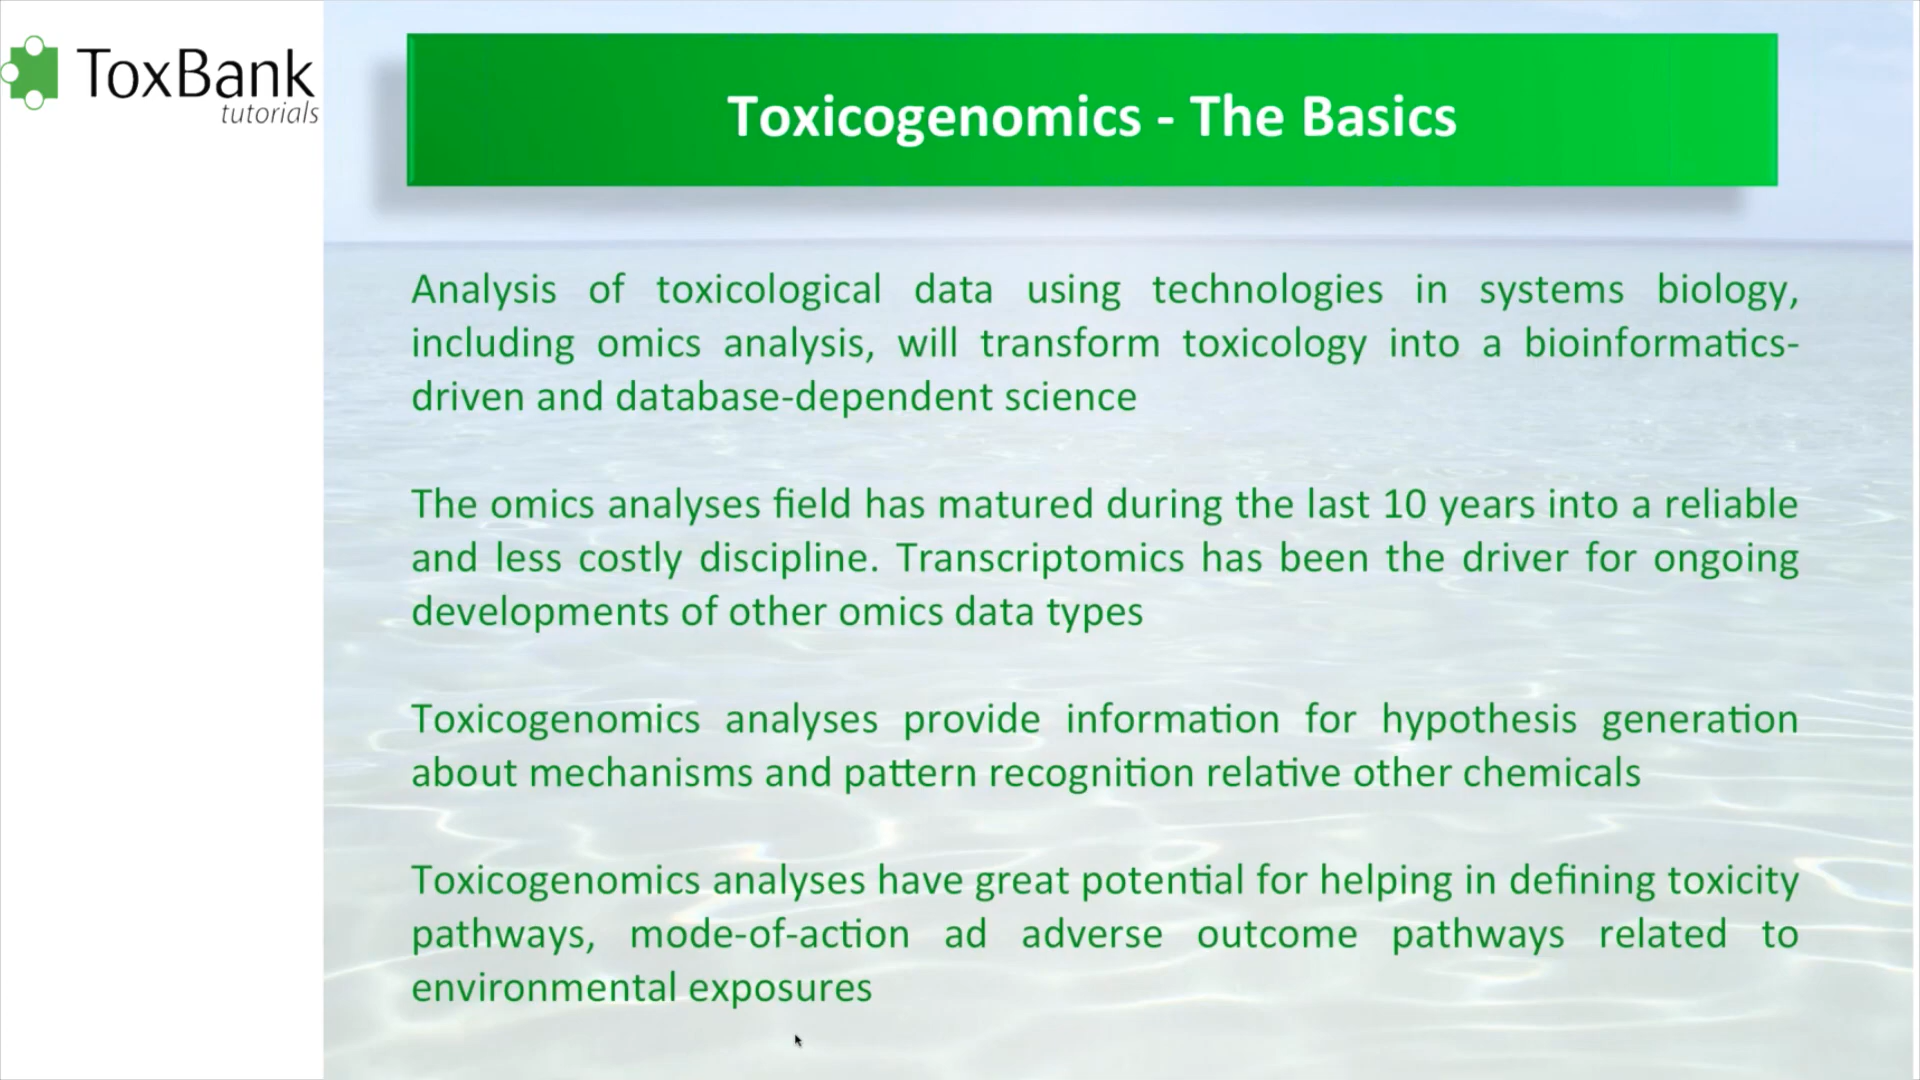 ToxBank
tutorials
Toxicogenomics - The Basics
Analysis of toxicological data using technologies in systems biology,
including omics analysis, will transform toxicology into a bioinformatics-
driven and database-dependent science
The omics analyses field has matured during the last 10 years into a reliable
and less costly discipline. Transcriptomics has been the driver for ongoing
developments of other omics data types
Toxicogenomics analyses provide information for hypothesis generation
about mechanisms and pattern recognition relative other chemicals
Toxicogenomics analyses have great potential for helping in defining toxicity
pathways, mode-of-action ad adverse outcome pathways related to
environmental exposures